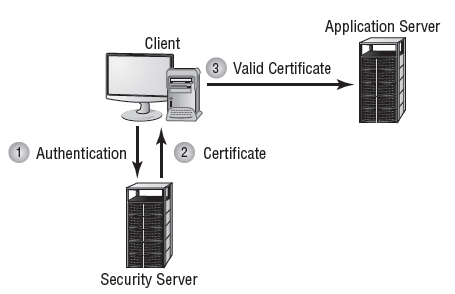 Application Server
Client
3 Valid Certificate
1 Authentication
2 Certificate
Security Server